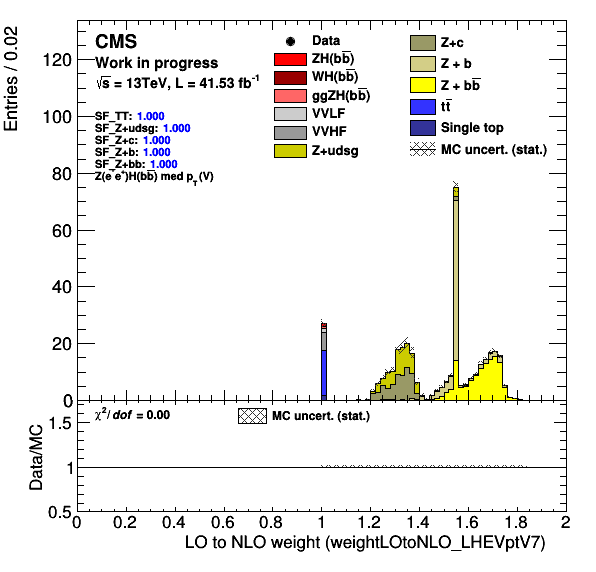 CMS
Work in progress
√s = 13TeV, L = 41.53 fb⁻¹
SF_TT: 1.000
SF_Z+udsg: 1.000
SF_Z+c: 1.000
SF_Z+b: 1.000
SF_Z+bb: 1.000
Z(e⁻e⁺)H(bb̅) med p_T(V)
Data
ZH(bb̅)
WH(bb̅)
ggZH(bb̅)
VVLF
VVHF
Z+udsg
Z+c
Z + b
Z + bb̅
tt̅
Single top
MC uncert. (stat.)
Entries / 0.02
120
100
80
60
40
20
0
χ²/dof = 0.00
MC uncert. (stat.)
Data/MC
1.5
1
0.5
0 0.2 0.4 0.6 0.8 1 1.2 1.4 1.6 1.8 2
LO to NLO weight (weightLOtoNLO_LHEVptV7)